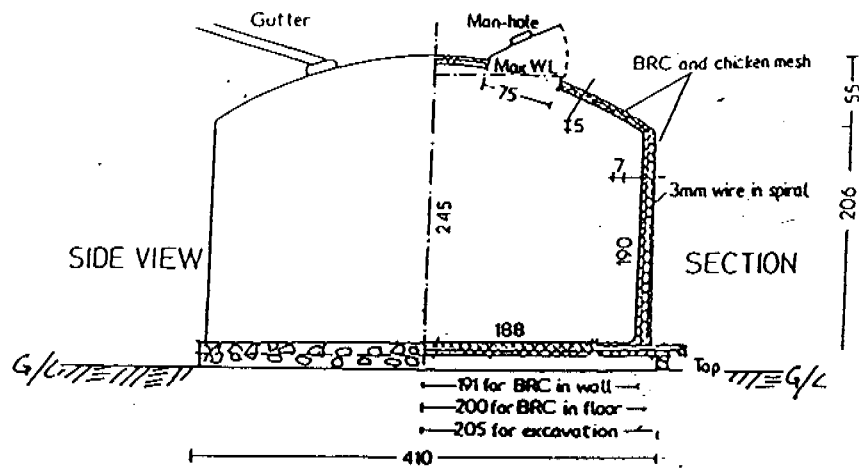 Gutter
Man-hole
Max WL
BRC and chicken mesh
75
5
55
7
3mm wire in spiral
206
245
190
SIDE VIEW
SECTION
188
G/L
Top
G/L
191 for BRC in wall
200 for BRC in floor
205 for excavation
410